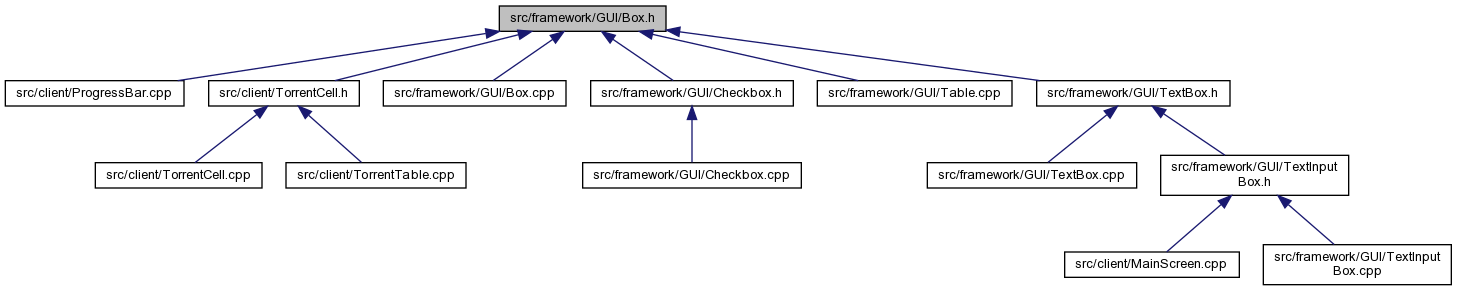 src/framework/GUI/Box.h
src/client/ProgressBar.cpp
src/client/TorrentCell.h
src/framework/GUI/Box.cpp
src/framework/GUI/Checkbox.h
src/framework/GUI/Table.cpp
src/framework/GUI/TextBox.h
src/client/TorrentCell.cpp
src/client/TorrentTable.cpp
src/framework/GUI/Checkbox.cpp
src/framework/GUI/TextBox.cpp
src/framework/GUI/TextInput
Box.h
src/client/MainScreen.cpp
src/framework/GUI/TextInput
Box.cpp